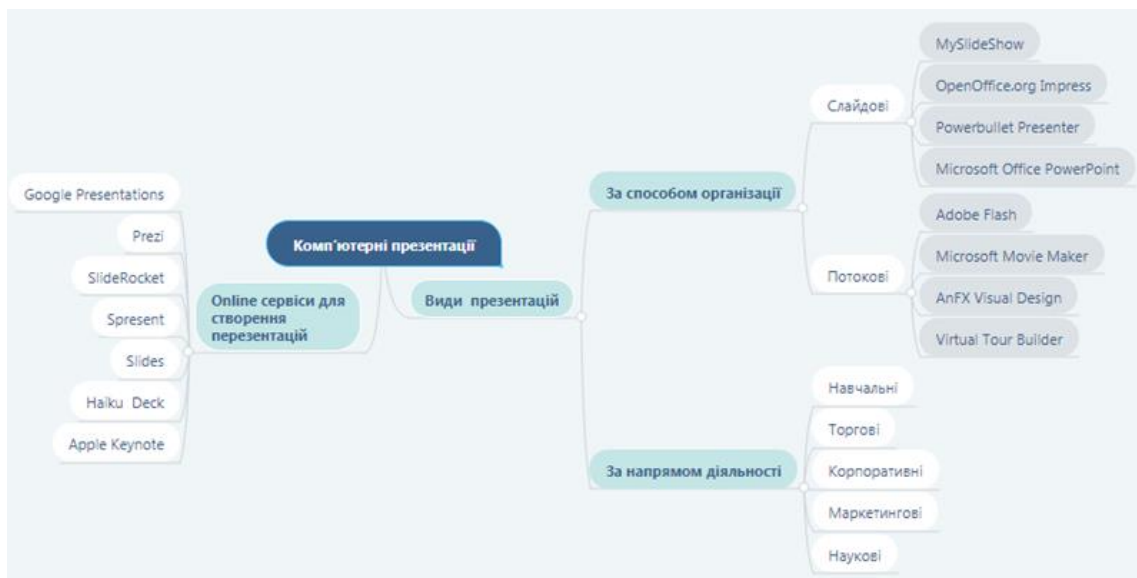 Комп'ютерні презентації
Online сервіси для
створення
перезентацій
Google Presentations
Prezi
SlideRocket
Spresent
Slides
Haiku Deck
Apple Keynote
Види презентацій
За способом організації
Слайдові
MySlideShow
OpenOffice.org Impress
Powerbullet Presenter
Microsoft Office PowerPoint
Потокові
Adobe Flash
Microsoft Movie Maker
AnFX Visual Design
Virtual Tour Builder
За напрямом діяльності
Навчальні
Торгові
Корпоративні
Маркетингові
Наукові